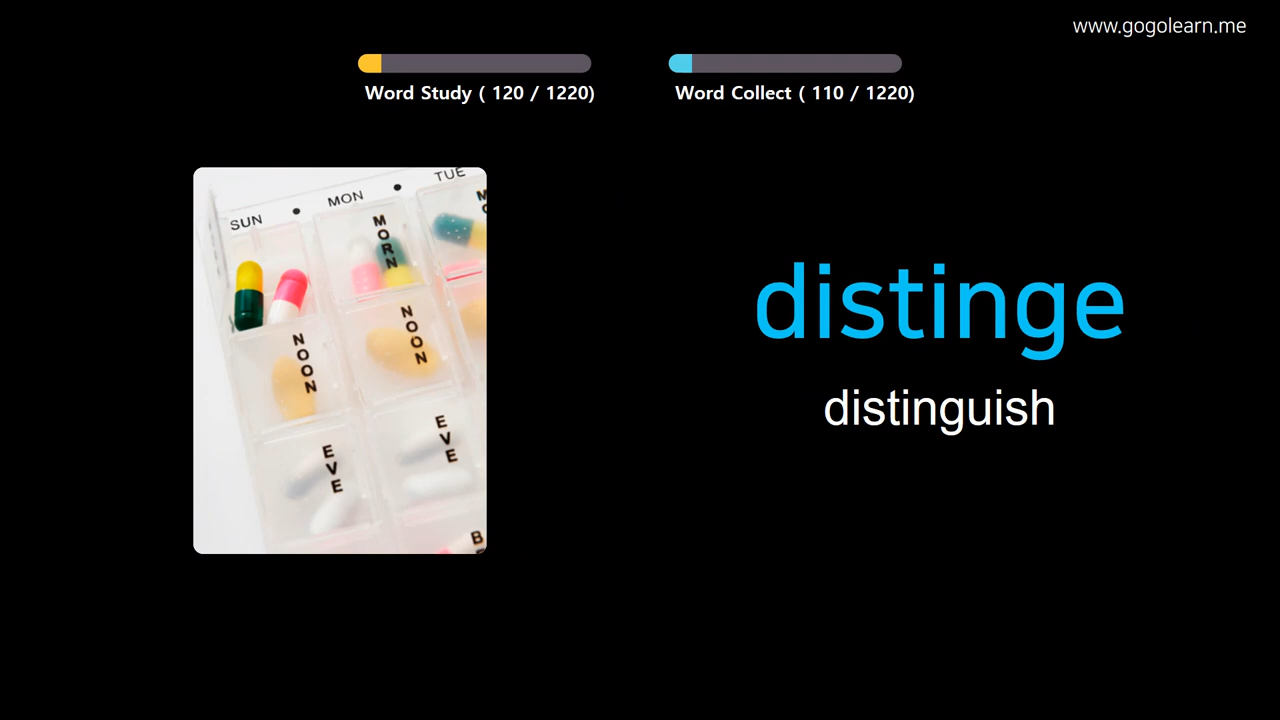 www.gogolearn.me
Word Study ( 120 / 1220)
Word Collect ( 110 / 1220)
SUN • MON • TUE
MORN
NOON
NOON
EVE
EVE
distinge
distinguish